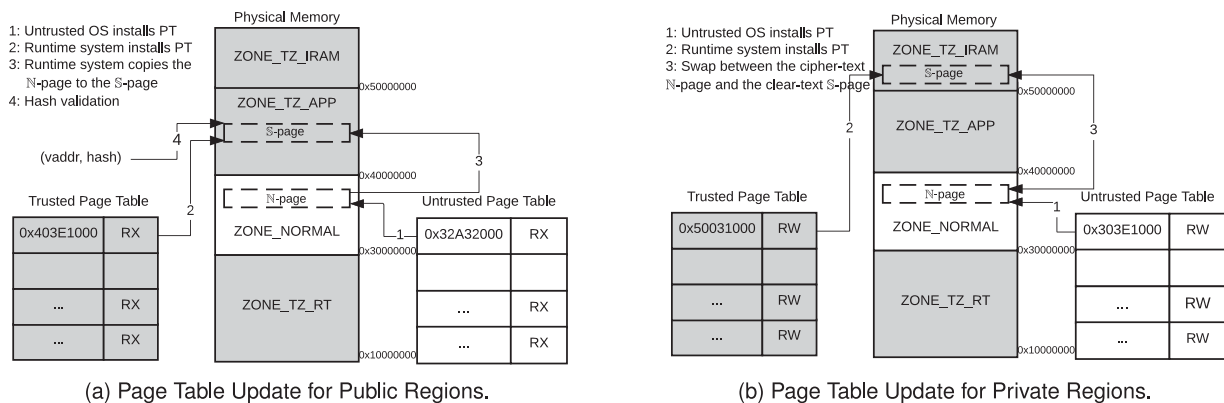 Physical Memory
1: Untrusted OS installs PT
2: Runtime system installs PT
3: Runtime system copies the
ℕ-page to the 𝕊-page
4: Hash validation
ZONE_TZ_IRAM
0x50000000
ZONE_TZ_APP
𝕊-page
4
(vaddr, hash)
3
0x40000000
ℕ-page
Trusted Page Table
2
Untrusted Page Table
0x403E1000 RX
ZONE_NORMAL
1
0x32A32000 RX
0x30000000
ZONE_TZ_RT
... RX
... RX
... RX
... RX
0x10000000
(a) Page Table Update for Public Regions.
Physical Memory
1: Untrusted OS installs PT
2: Runtime system installs PT
3: Swap between the cipher-text
ℕ-page and the clear-text 𝕊-page
ZONE_TZ_IRAM
𝕊-page
0x50000000
2
ZONE_TZ_APP
3
0x40000000
ℕ-page
Trusted Page Table
1
Untrusted Page Table
0x50031000 RW
ZONE_NORMAL
0x303E1000 RW
0x30000000
ZONE_TZ_RT
... RW
... RW
... RW
... RW
0x10000000
(b) Page Table Update for Private Regions.